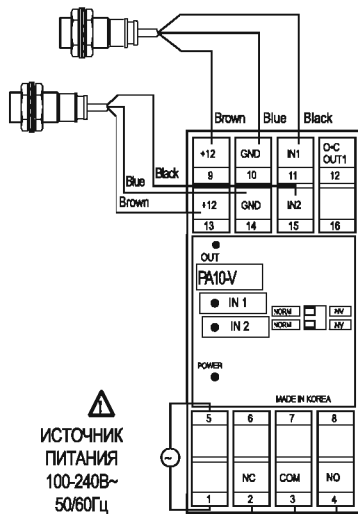 Brown Blue Black
+12 GND IN1 O-C OUT1
9 10 11 12
Black
Blue
Brown
+12 GND IN2
13 14 15 16
OUT
PA10-V
IN 1 NORM INV
IN 2 NORM INV
POWER
MADE IN KOREA
5 6 7 8
NC COM NO
1 2 3 4
~
ИСТОЧНИК
ПИТАНИЯ
100-240В~
50/60Гц